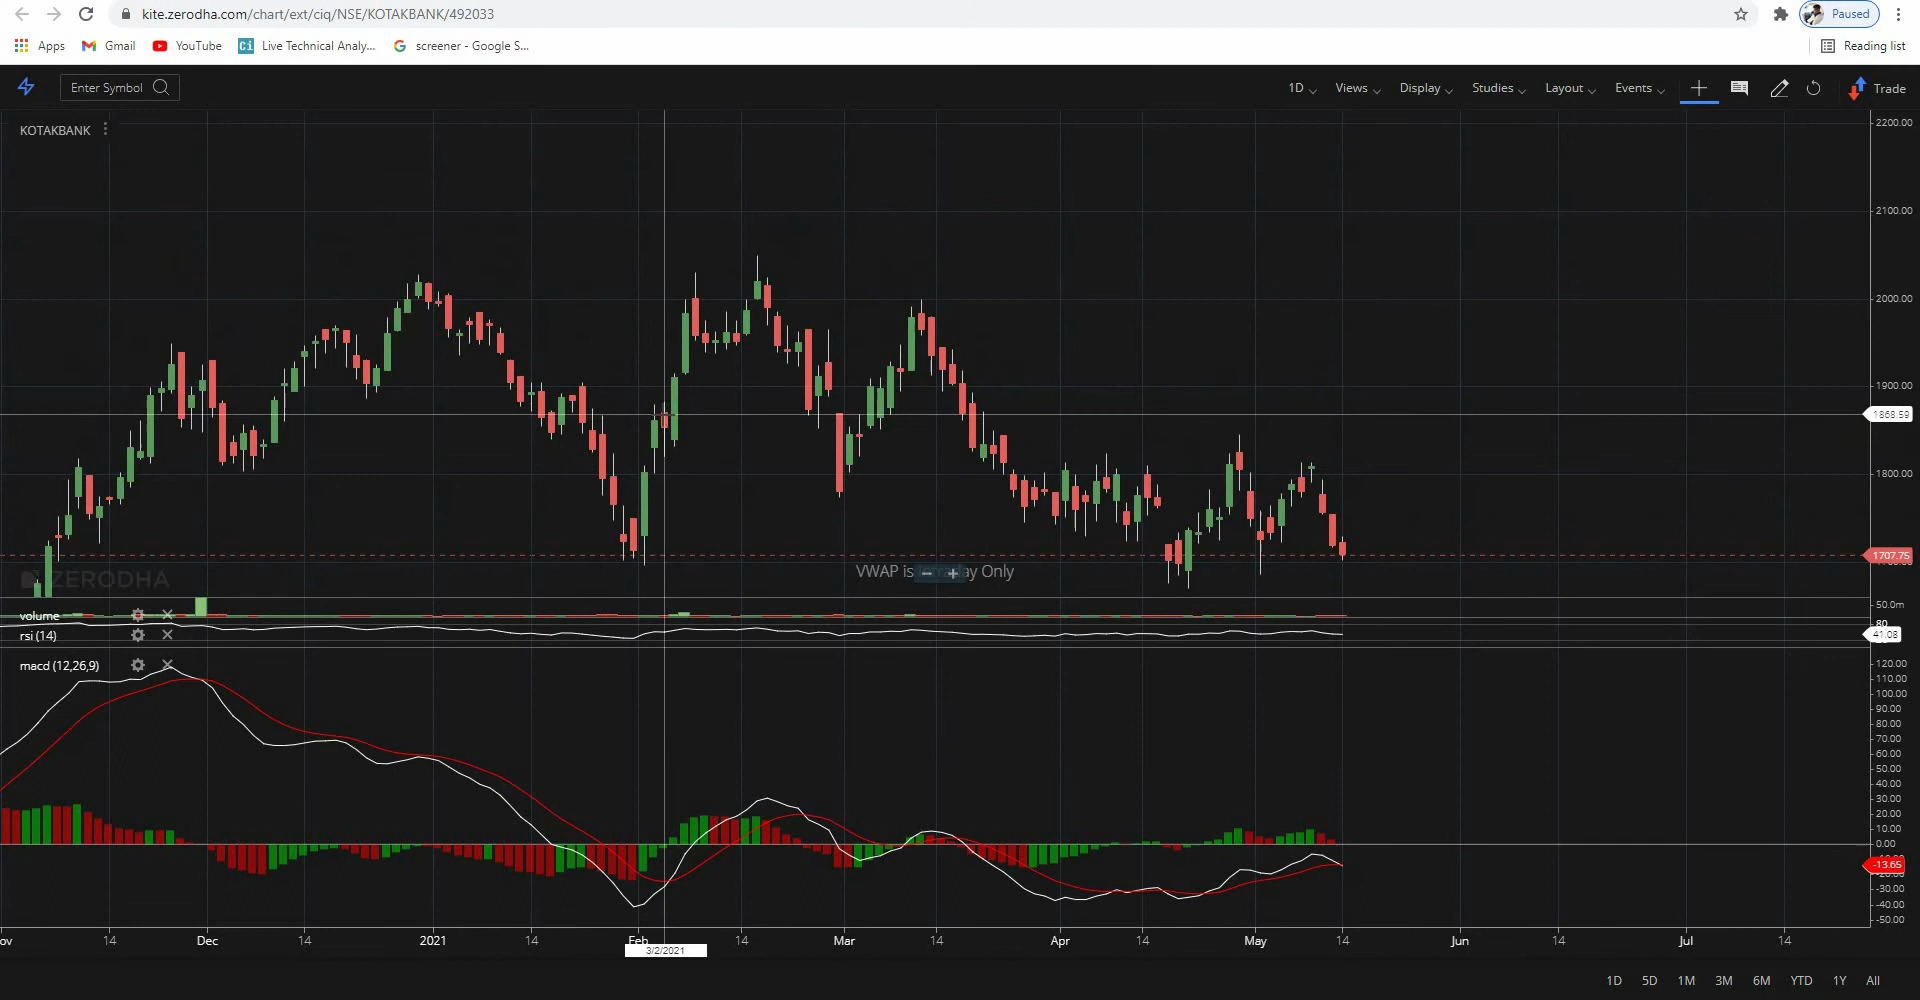 kite.zerodha.com/chart/ext/ciq/NSE/KOTAKBANK/492033
Paused
Apps
Gmail
YouTube
Live Technical Analy...
screener - Google S...
Reading list
Enter Symbol
1D
Views
Display
Studies
Layout
Events
Trade
KOTAKBANK
2200.00
2100.00
2000.00
1900.00
1868.59
1800.00
1707.75
ZERODHA
VWAP is Intraday Only
volume
50.0m
80
rsi (14)
41.08
macd (12,26,9)
120.00
110.00
100.00
90.00
80.00
70.00
60.00
50.00
40.00
30.00
20.00
10.00
0.00
-13.65
-30.00
-40.00
-50.00
ov
14
Dec
14
2021
14
Feb
14
Mar
14
Apr
14
May
14
Jun
14
Jul
14
3/2/2021
1D
5D
1M
3M
6M
YTD
1Y
All